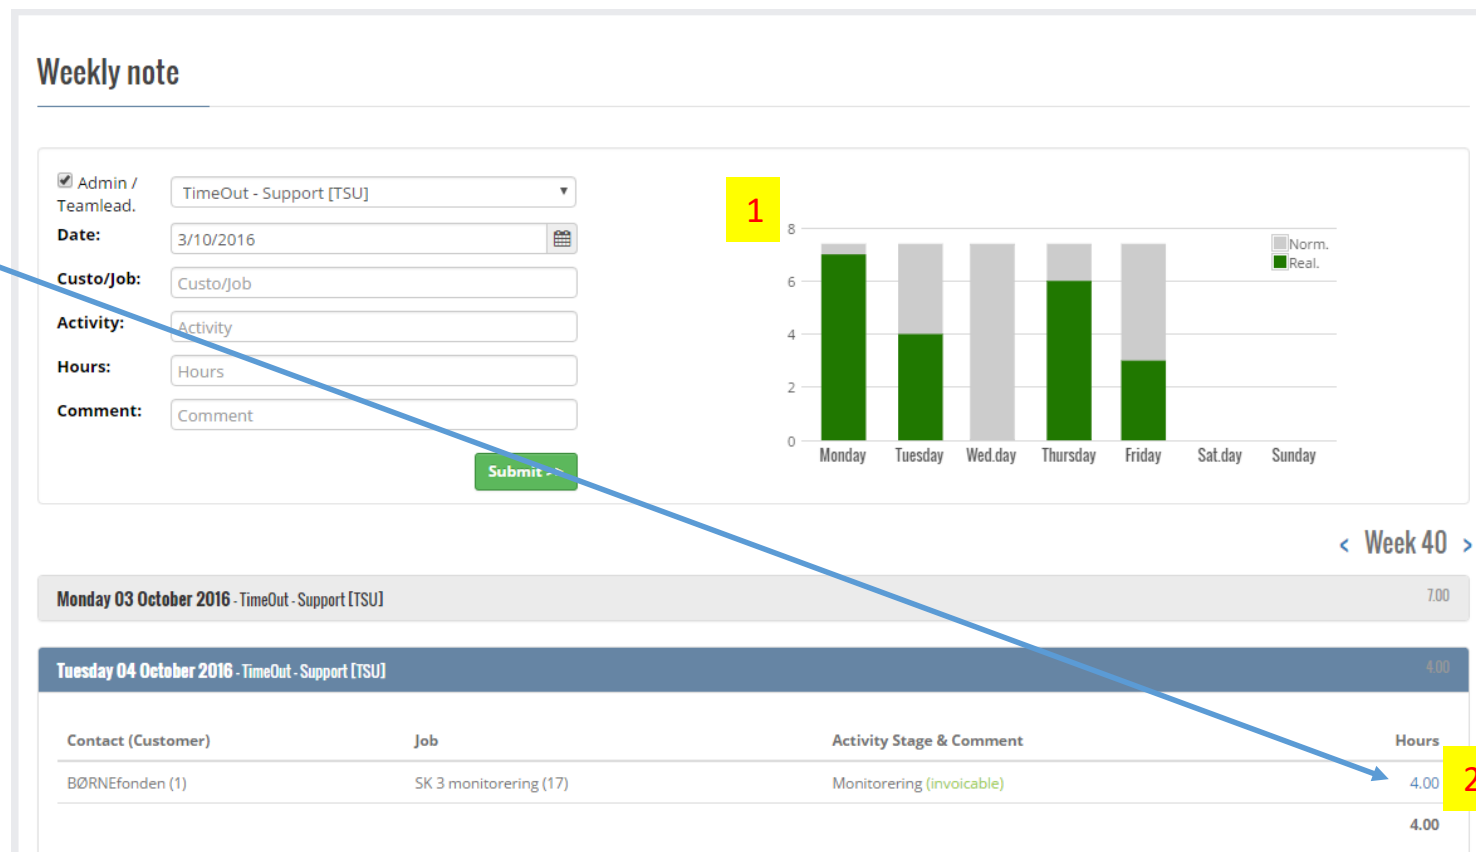 Weekly note
Admin / Teamlead.
TimeOut - Support [TSU]
Date:
3/10/2016
Custo/Job:
Custo/Job
Activity:
Activity
Hours:
Hours
Comment:
Comment
Submit >>
1
8
6
4
2
0
Norm.
Real.
Monday Tuesday Wed.day Thursday Friday Sat.day Sunday
< Week 40 >
Monday 03 October 2016 - TimeOut - Support [TSU] 7.00
Tuesday 04 October 2016 - TimeOut - Support [TSU] 4.00
Contact (Customer) Job Activity Stage & Comment Hours
BØRNEfonden (1) SK 3 monitorering (17) Monitorering (invoicable) 4.00
2
4.00